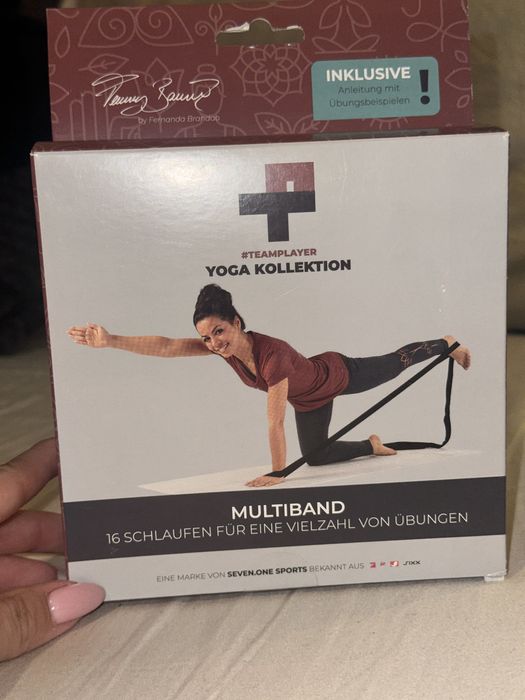 INKLUSIVE
Anleitung mit
Übungsbeispielen
!
by Fernanda Brandao
#TEAMPLAYER
YOGA KOLLEKTION
MULTIBAND
16 SCHLAUFEN FÜR EINE VIELZAHL VON ÜBUNGEN
EINE MARKE VON SEVEN.ONE SPORTS BEKANNT AUS
SIXX